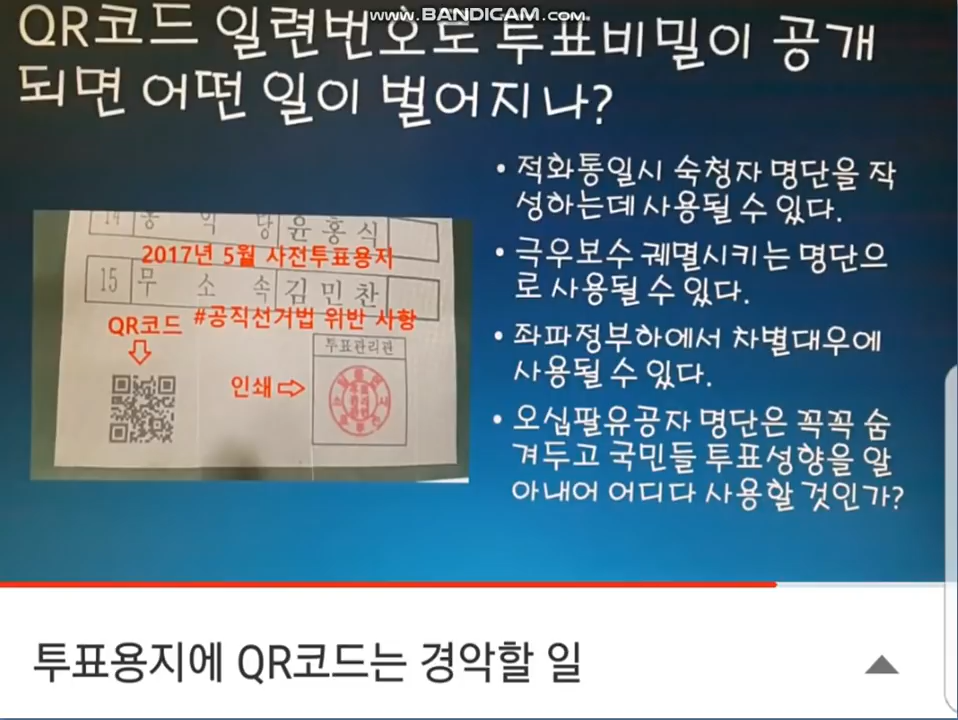 www.BANDICAM.com
QR코드 일련번호로 투표비밀이 공개
되면 어떤 일이 벌어지나?
• 적화통일시 숙청자 명단을 작
성하는데 사용될 수 있다.
• 극우보수 궤멸시키는 명단으
로 사용될 수 있다.
• 좌파정부하에서 차별대우에
사용될 수 있다.
• 오십팔유공자 명단은 꼭꼭 숨
겨두고 국민들 투표성향을 알
아내어 어디다 사용할 것인가?
14 홍 익 당 윤홍식
2017년 5월 사전투표용지
15 무 소 속 김민찬
#공직선거법 위반 사항
QR코드
투표관리관
인쇄
투표용지에 QR코드는 경악할 일